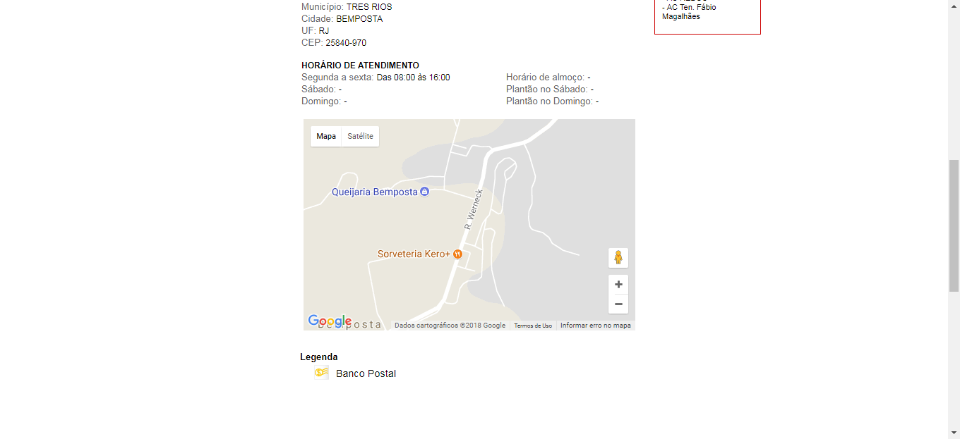 Município: TRES RIOS
Cidade: BEMPOSTA
UF: RJ
CEP: 25840-970
- AC Ten. Fábio
Magalhães
HORÁRIO DE ATENDIMENTO
Segunda a sexta: Das 08:00 às 16:00
Horário de almoço: -
Sábado: -
Plantão no Sábado: -
Domingo: -
Plantão no Domingo: -
Mapa
Satélite
Queijaria Bemposta
R. Werneck
Sorveteria Kero+
+
−
Google
Dados cartográficos ©2018 Google
Termos de Uso
Informar erro no mapa
Legenda
Banco Postal